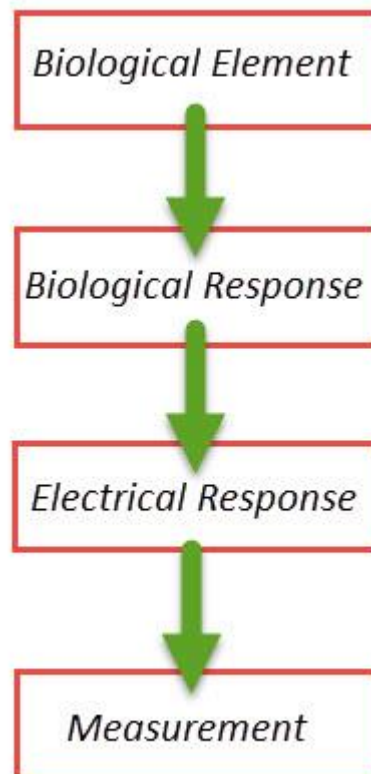 Biological Element
Biological Response
Electrical Response
Measurement